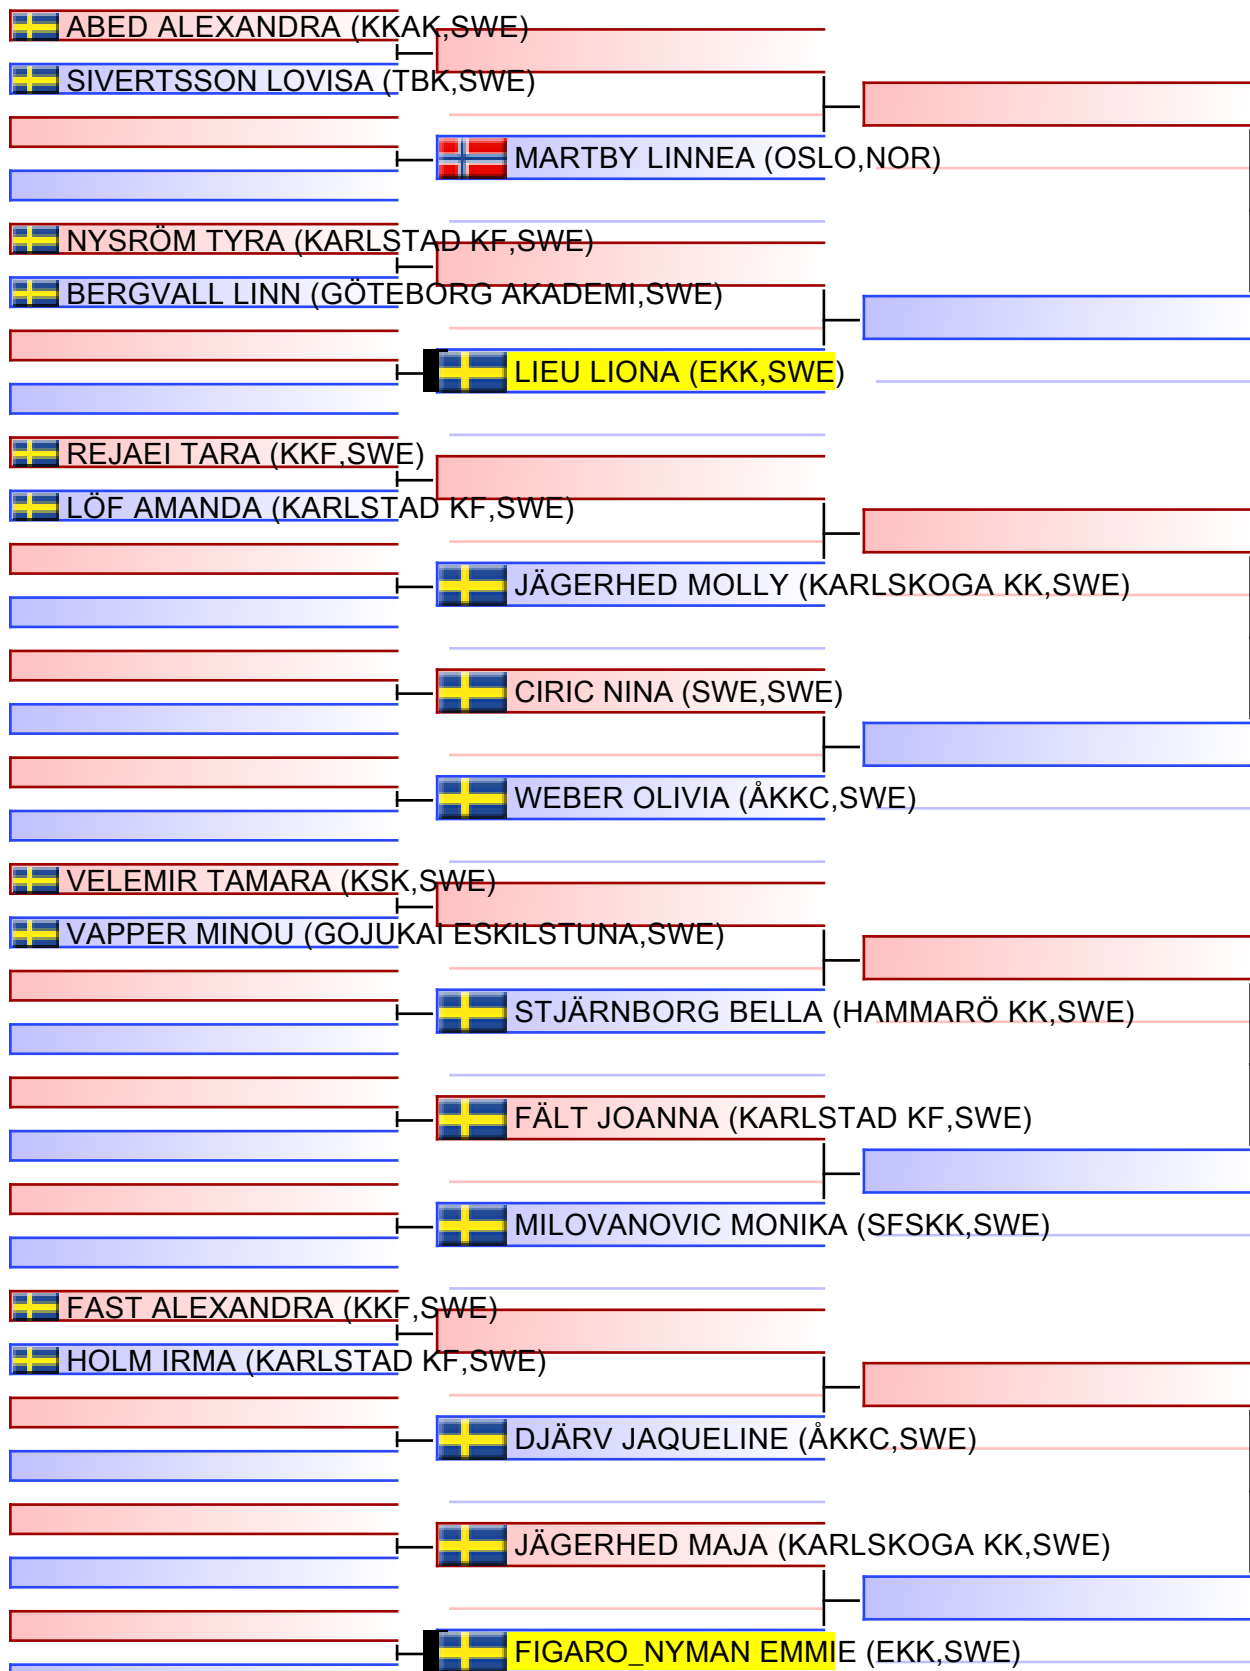 ABED ALEXANDRA (KKAK,SWE)
SIVERTSSON LOVISA (TBK,SWE)
MARTBY LINNEA (OSLO,NOR)
NYSRÖM TYRA (KARLSTAD KF,SWE)
BERGVALL LINN (GÖTEBORG AKADEMI,SWE)
LIEU LIONA (EKK,SWE)
REJAEI TARA (KKF,SWE)
LÖF AMANDA (KARLSTAD KF,SWE)
JÄGERHED MOLLY (KARLSKOGA KK,SWE)
CIRIC NINA (SWE,SWE)
WEBER OLIVIA (ÅKKC,SWE)
VELEMIR TAMARA (KSK,SWE)
VAPPER MINOU (GOJUKAI ESKILSTUNA,SWE)
STJÄRNBORG BELLA (HAMMARÖ KK,SWE)
FÄLT JOANNA (KARLSTAD KF,SWE)
MILOVANOVIC MONIKA (SFSKK,SWE)
FAST ALEXANDRA (KKF,SWE)
HOLM IRMA (KARLSTAD KF,SWE)
DJÄRV JAQUELINE (ÅKKC,SWE)
JÄGERHED MAJA (KARLSKOGA KK,SWE)
FIGARO_NYMAN EMMIE (EKK,SWE)